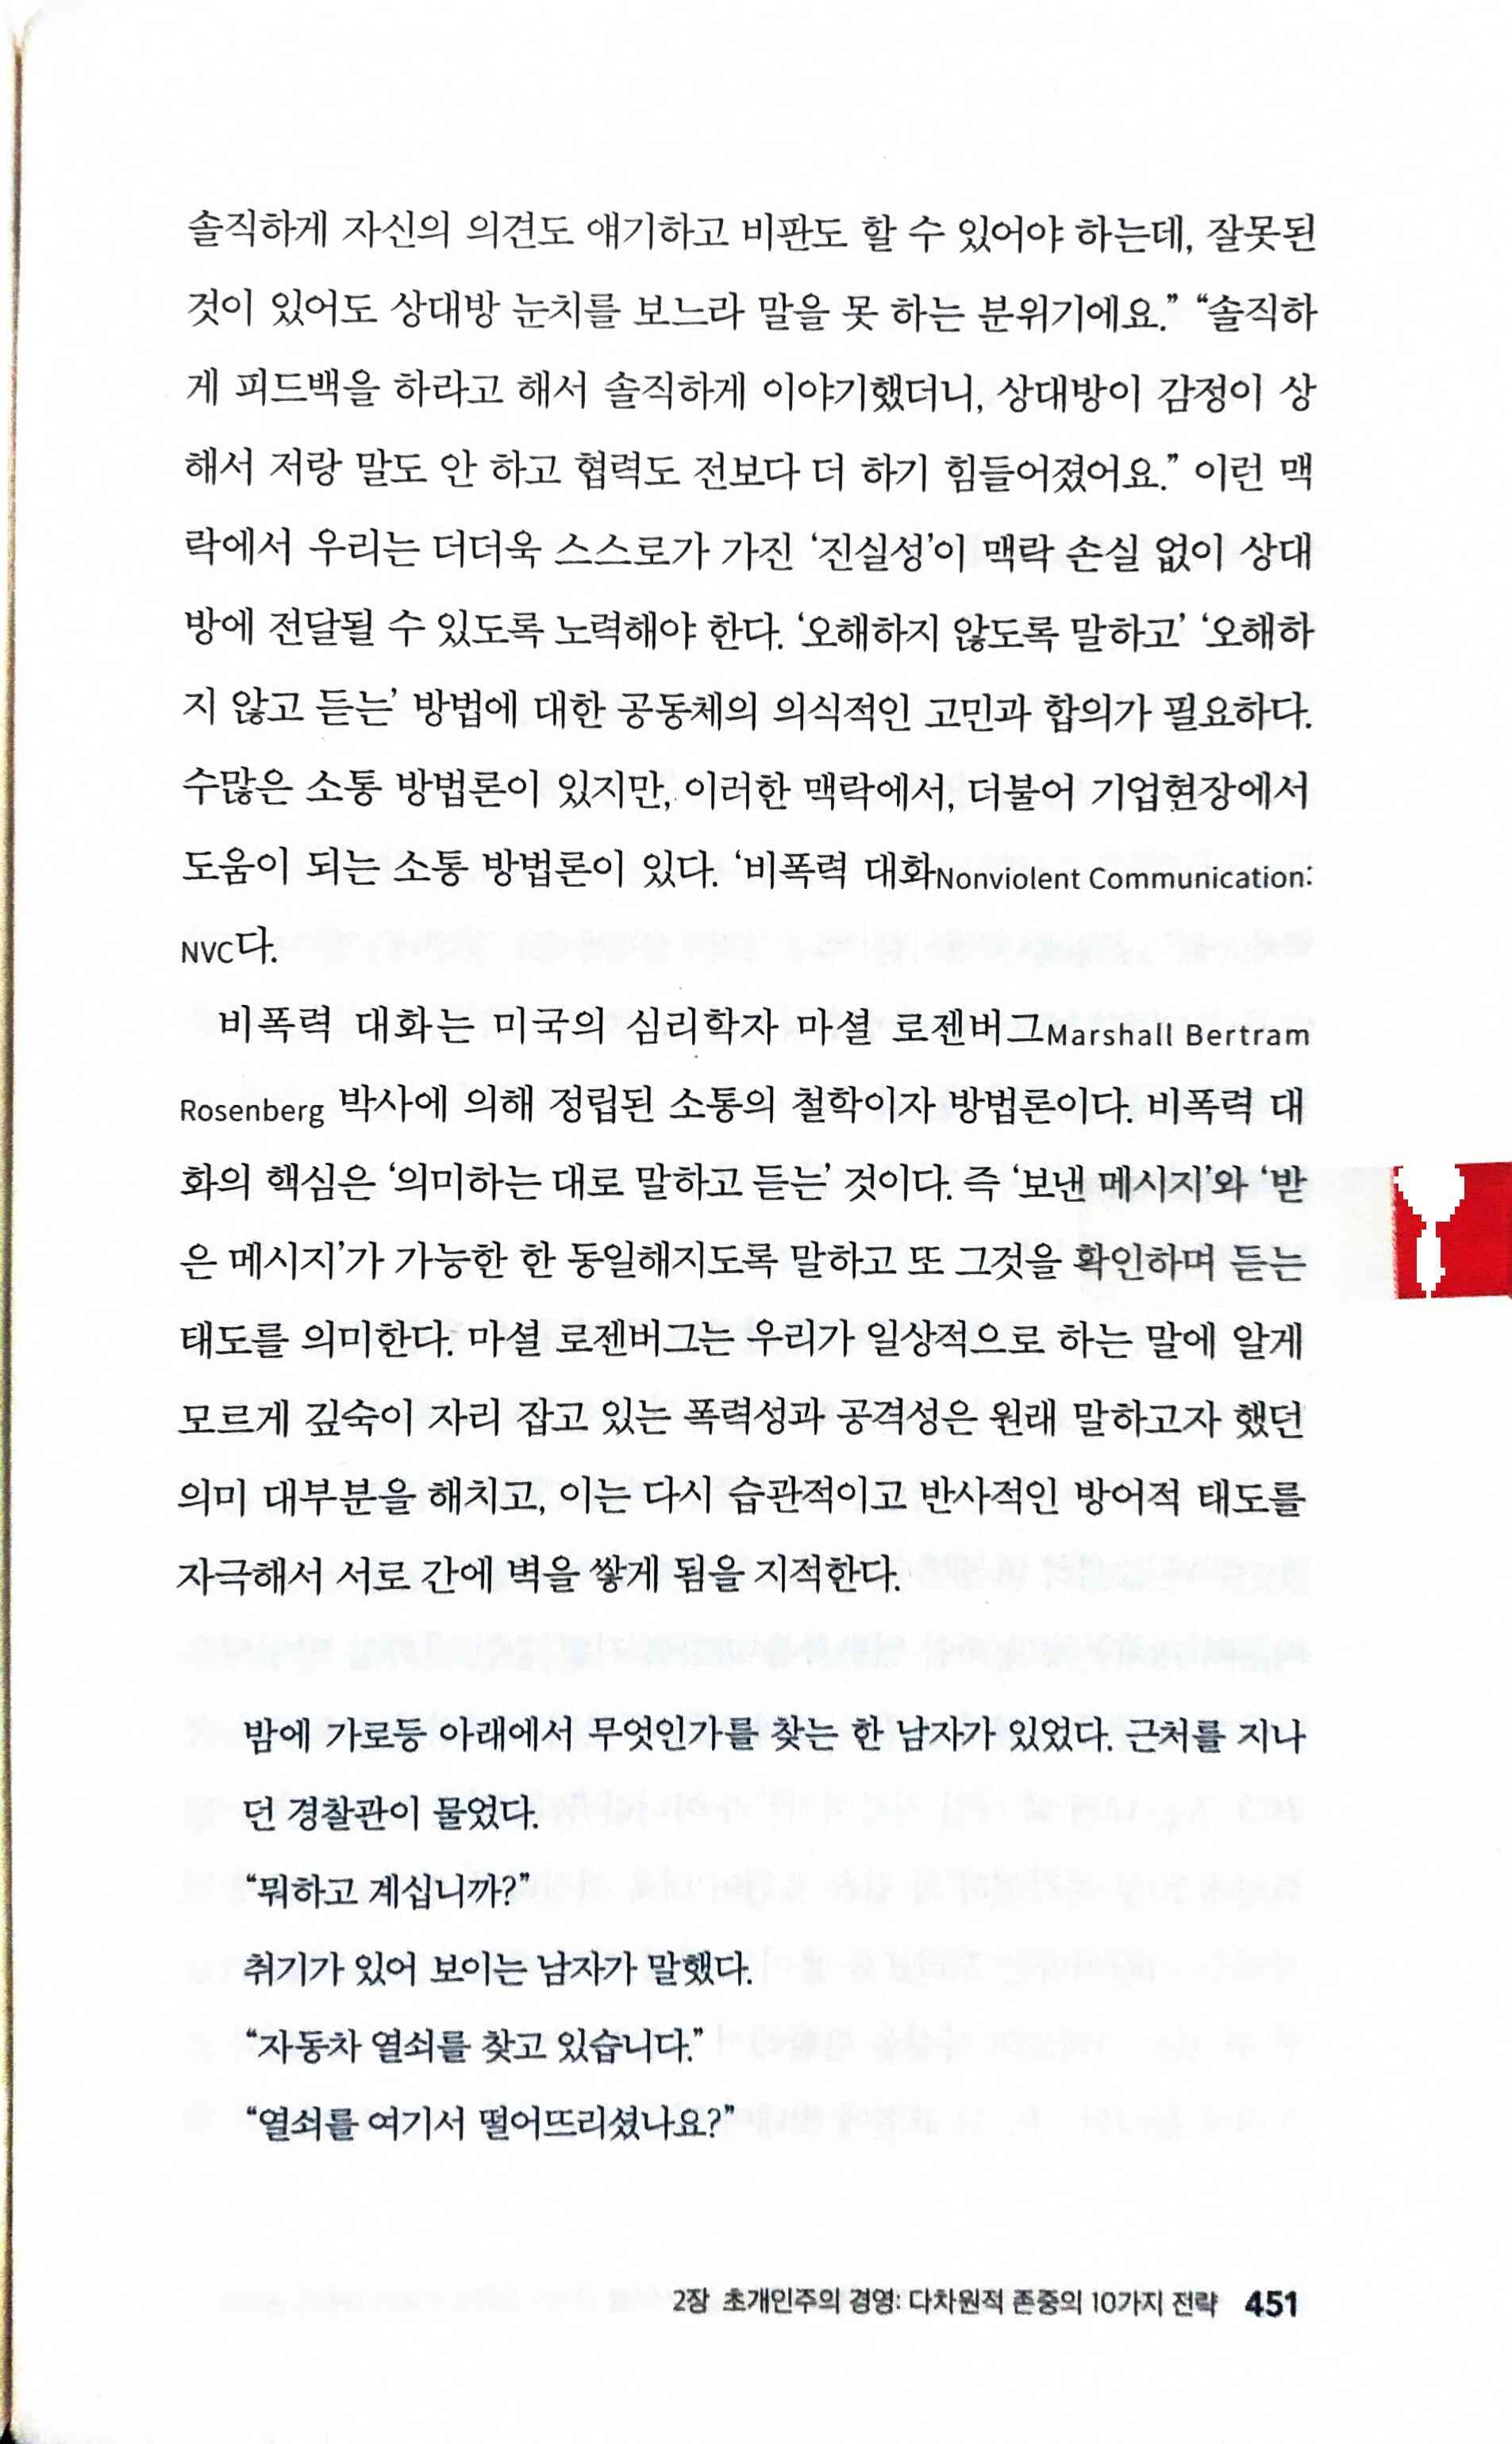 솔직하게 자신의 의견도 얘기하고 비판도 할 수 있어야 하는데, 잘못된
것이 있어도 상대방 눈치를 보느라 말을 못 하는 분위기에요.” “솔직하
게 피드백을 하라고 해서 솔직하게 이야기했더니, 상대방이 감정이 상
해서 저랑 말도 안 하고 협력도 전보다 더 하기 힘들어졌어요.” 이런 맥
락에서 우리는 더더욱 스스로가 가진 ‘진실성’이 맥락 손실 없이 상대
방에 전달될 수 있도록 노력해야 한다. ‘오해하지 않도록 말하고’ ‘오해하
지 않고 듣는’ 방법에 대한 공동체의 의식적인 고민과 합의가 필요하다.
수많은 소통 방법론이 있지만, 이러한 맥락에서, 더불어 기업현장에서
도움이 되는 소통 방법론이 있다. ‘비폭력 대화Nonviolent Communication:
NVC다.
비폭력 대화는 미국의 심리학자 마셜 로젠버그Marshall Bertram
Rosenberg 박사에 의해 정립된 소통의 철학이자 방법론이다. 비폭력 대
화의 핵심은 ‘의미하는 대로 말하고 듣는’ 것이다. 즉 ‘보낸 메시지’와 ‘받
은 메시지’가 가능한 한 동일해지도록 말하고 또 그것을 확인하며 듣는
태도를 의미한다. 마셜 로젠버그는 우리가 일상적으로 하는 말에 알게
모르게 깊숙이 자리 잡고 있는 폭력성과 공격성은 원래 말하고자 했던
의미 대부분을 해치고, 이는 다시 습관적이고 반사적인 방어적 태도를
자극해서 서로 간에 벽을 쌓게 됨을 지적한다.
밤에 가로등 아래에서 무엇인가를 찾는 한 남자가 있었다. 근처를 지나
던 경찰관이 물었다.
“뭐하고 계십니까?”
취기가 있어 보이는 남자가 말했다.
“자동차 열쇠를 찾고 있습니다.”
“열쇠를 여기서 떨어뜨리셨나요?”
2장 초개인주의 경영: 다차원적 존중의 10가지 전략 451